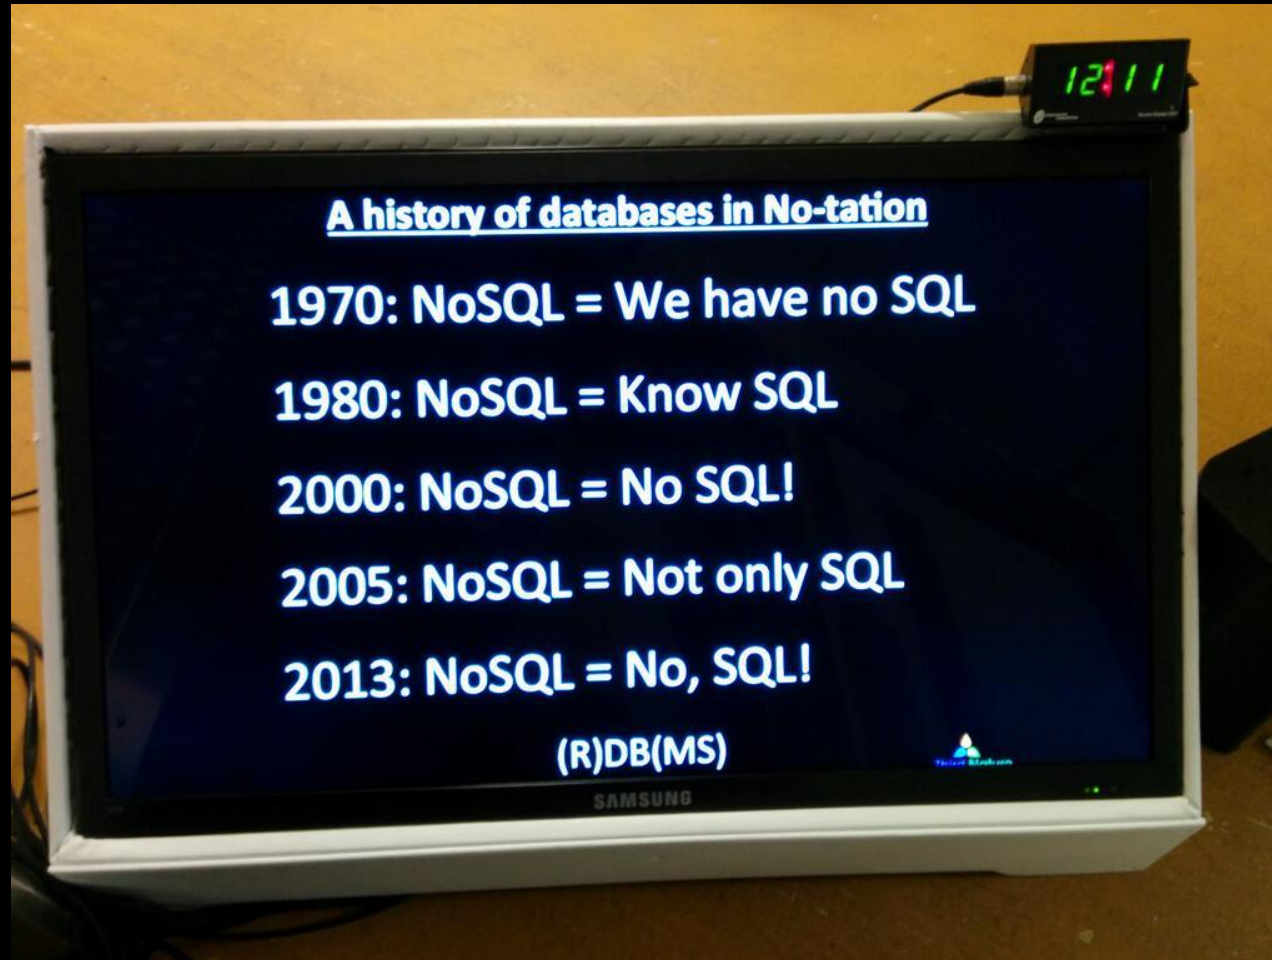 12:11
A history of databases in No-tation
1970: NoSQL = We have no SQL
1980: NoSQL = Know SQL
2000: NoSQL = No SQL!
2005: NoSQL = Not only SQL
2013: NoSQL = No, SQL!
(R)DB(MS)
SAMSUNG